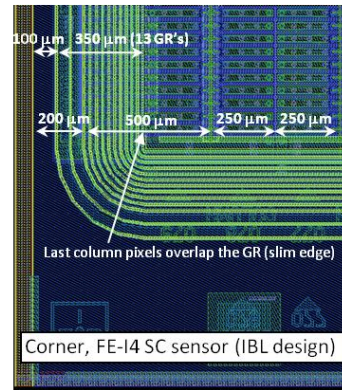 100 μm 350 μm (13 GR's)
200 μm 500 μm 250 μm 250 μm
Last column pixels overlap the GR (slim edge)
Corner, FE-I4 SC sensor (IBL design)